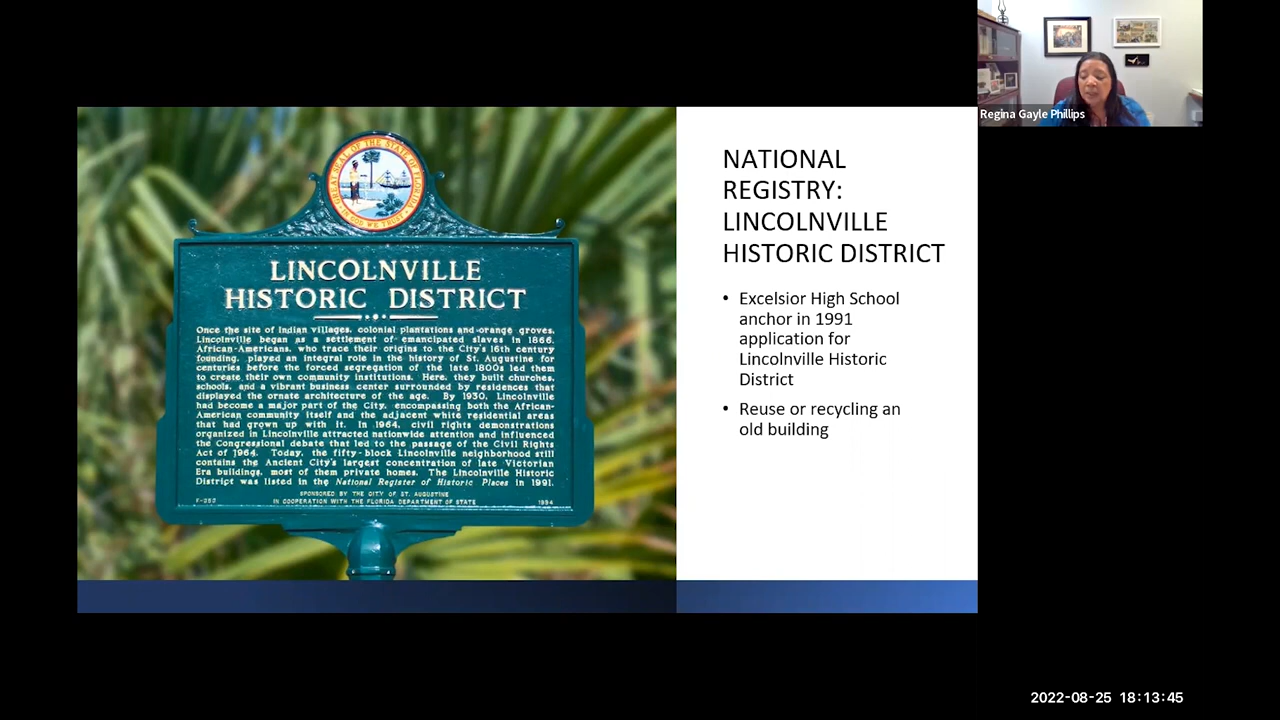 Regina Gayle Phillips
GREAT SEAL OF THE STATE OF FLORIDA
IN GOD WE TRUST
LINCOLNVILLE
HISTORIC DISTRICT
Once the site of Indian villages, colonial plantations and orange groves,
Lincolnville began as a settlement of emancipated slaves in 1866.
African-Americans, who trace their origins to the City's 16th century
founding, played an integral role in the history of St. Augustine for
centuries before the forced segregation of the late 1800s led them
to create their own community institutions. Here, they built churches,
schools, and a vibrant business center surrounded by residences that
displayed the ornate architecture of the age. By 1930, Lincolnville
had become a major part of the City, encompassing both the African-
American community itself and the adjacent white residential areas
that had grown up with it. In 1964, civil rights demonstrations
organized in Lincolnville attracted nationwide attention and influenced
the Congressional debate that led to the passage of the Civil Rights
Act of 1964. Today, the fifty-block Lincolnville neighborhood still
contains the Ancient City's largest concentration of late Victorian
Era buildings, most of them private homes. The Lincolnville Historic
District was listed in the National Register of Historic Places in 1991.
SPONSORED BY THE CITY OF ST. AUGUSTINE
IN COOPERATION WITH THE FLORIDA DEPARTMENT OF STATE
1994
NATIONAL
REGISTRY:
LINCOLNVILLE
HISTORIC DISTRICT
• Excelsior High School
anchor in 1991
application for
Lincolnville Historic
District
• Reuse or recycling an
old building
2022-08-25 18:13:45